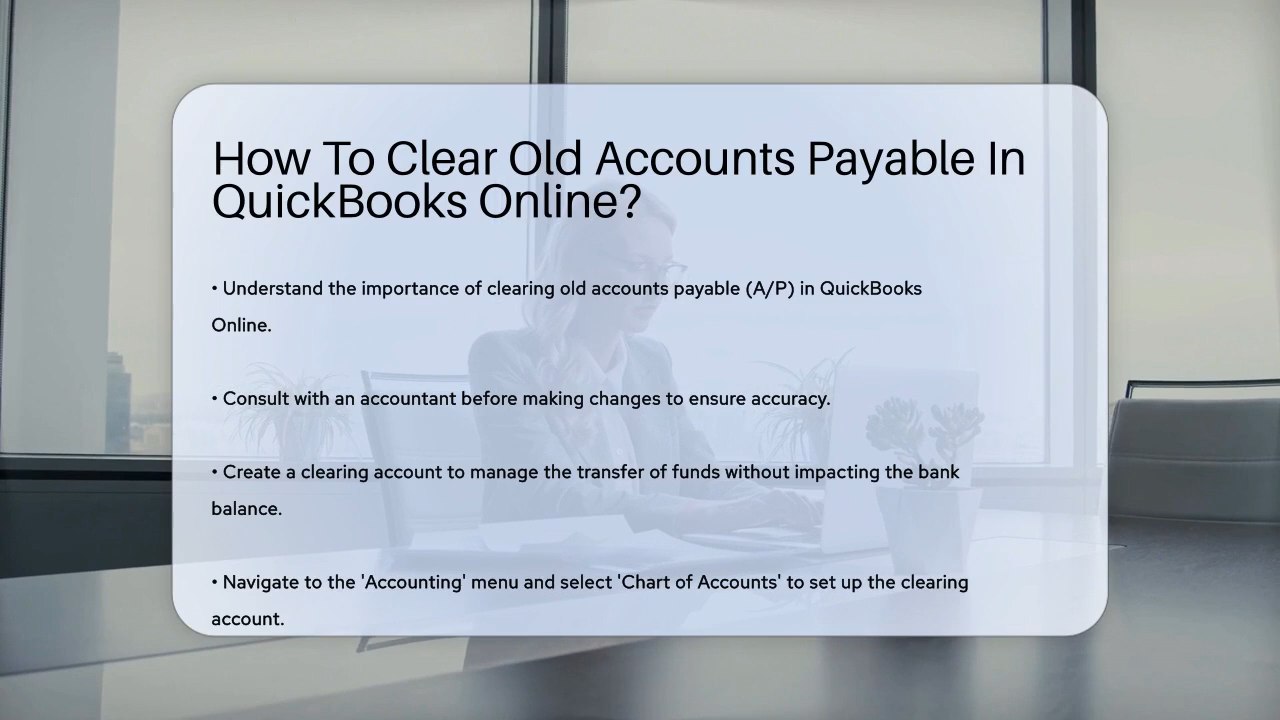 How To Clear Old Accounts Payable In
QuickBooks Online?
• Understand the importance of clearing old accounts payable (A/P) in QuickBooks
Online.
• Consult with an accountant before making changes to ensure accuracy.
• Create a clearing account to manage the transfer of funds without impacting the bank
balance.
• Navigate to the 'Accounting' menu and select 'Chart of Accounts' to set up the clearing
account.